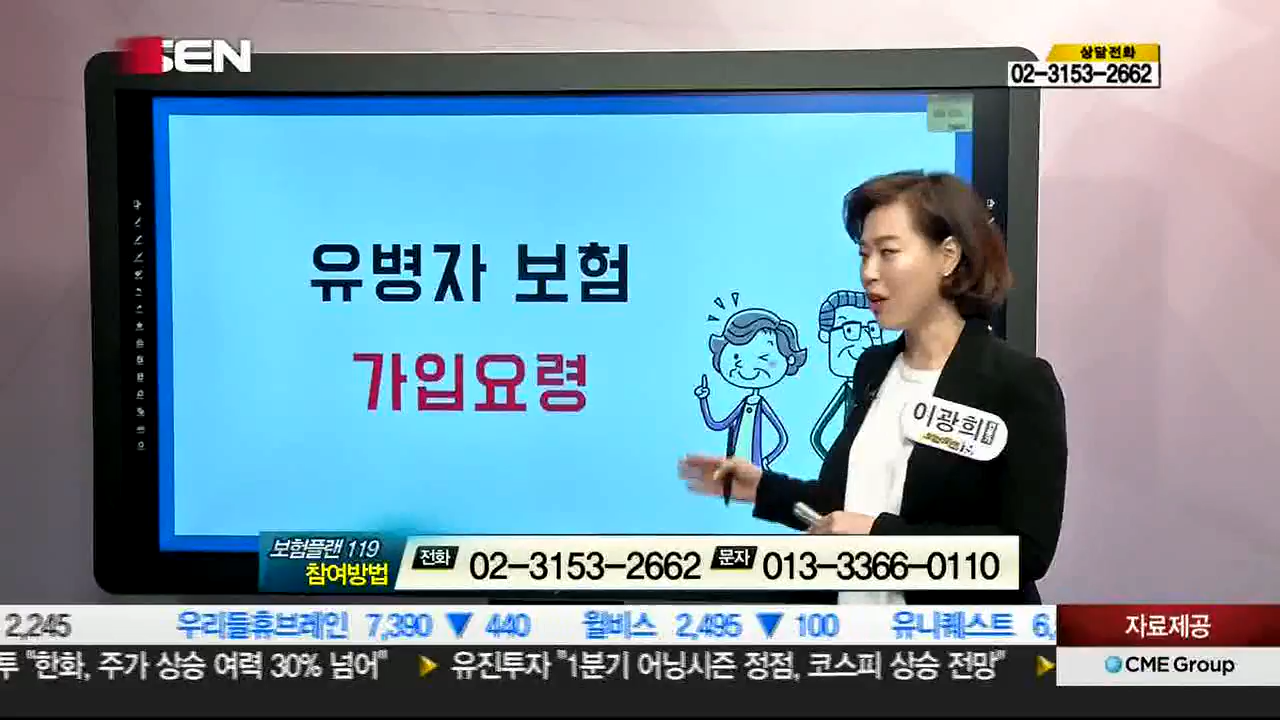 SEN
상담전화
02-3153-2662
유병자 보험
가입요령
이광희
보험플랜 119
참여방법
전화 02-3153-2662 문자 013-3366-0110
2,245 우리들휴브레인 7,390 ▼ 440 윌비스 2,495 ▼ 100 유니퀘스트 6,
자료제공
투 "한화, 주가 상승 여력 30% 넘어" ▶ 유진투자 "1분기 어닝시즌 정점, 코스피 상승 전망" ▶
CME Group